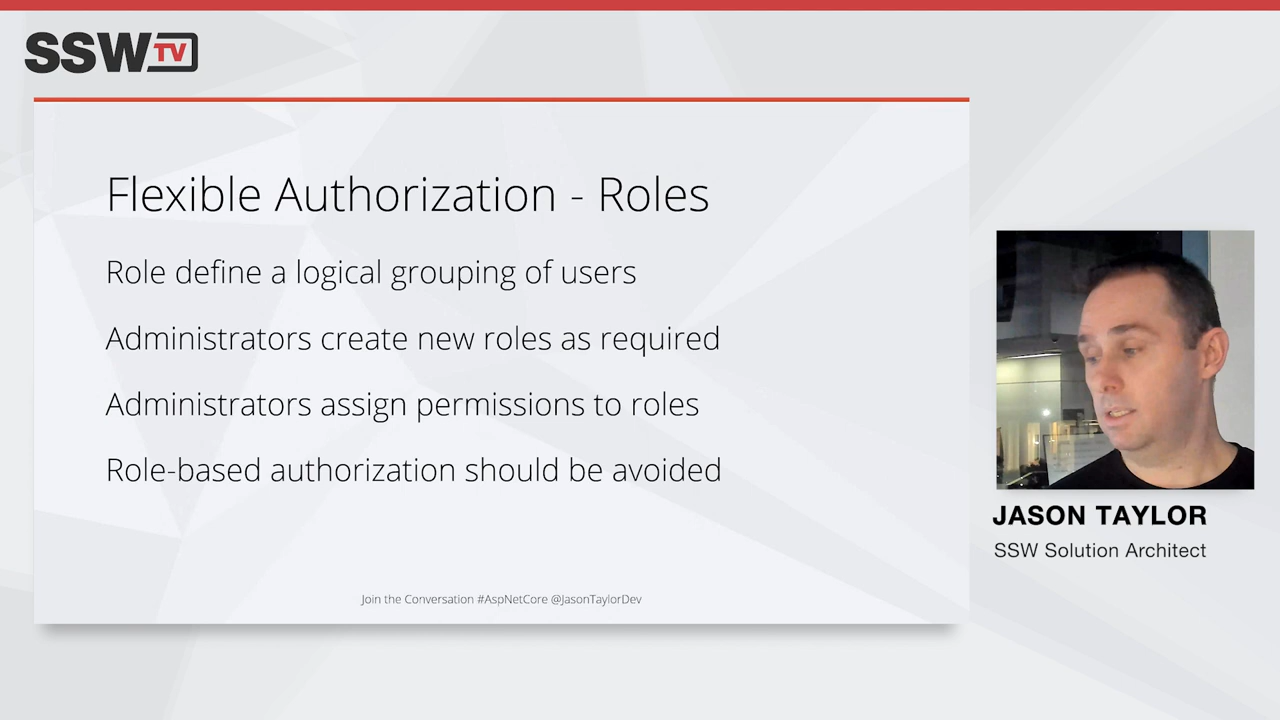 SSW TV
Flexible Authorization - Roles
Role define a logical grouping of users
Administrators create new roles as required
Administrators assign permissions to roles
Role-based authorization should be avoided
Join the Conversation #AspNetCore @JasonTaylorDev
JASON TAYLOR
SSW Solution Architect